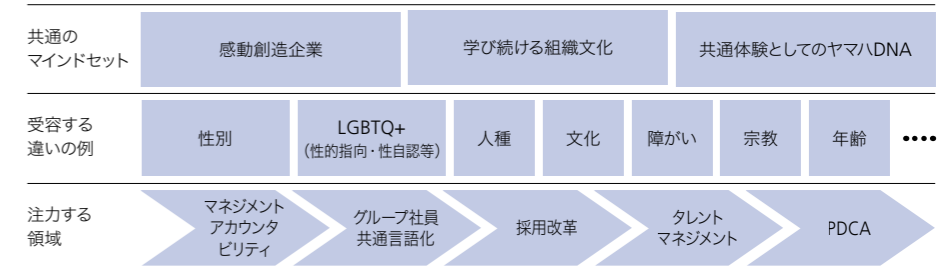 共通の
マインドセット
感動創造企業
学び続ける組織文化
共通体験としてのヤマハDNA
受容する
違いの例
性別
LGBTQ+
（性的指向・性自認等）
人種
文化
障がい
宗教
年齢
••••
注力する
領域
マネジメント
アカウンタ
ビリティ
グループ社員
共通言語化
採用改革
タレント
マネジメント
PDCA